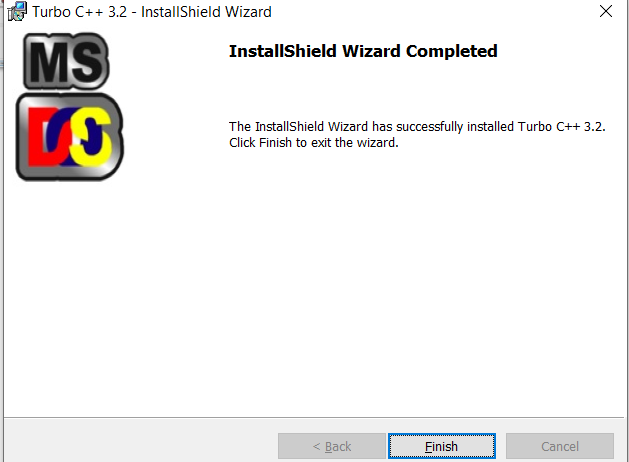 Turbo C++ 3.2 - InstallShield Wizard
MS
DOS
InstallShield Wizard Completed
The InstallShield Wizard has successfully installed Turbo C++ 3.2.
Click Finish to exit the wizard.
< Back
Finish
Cancel